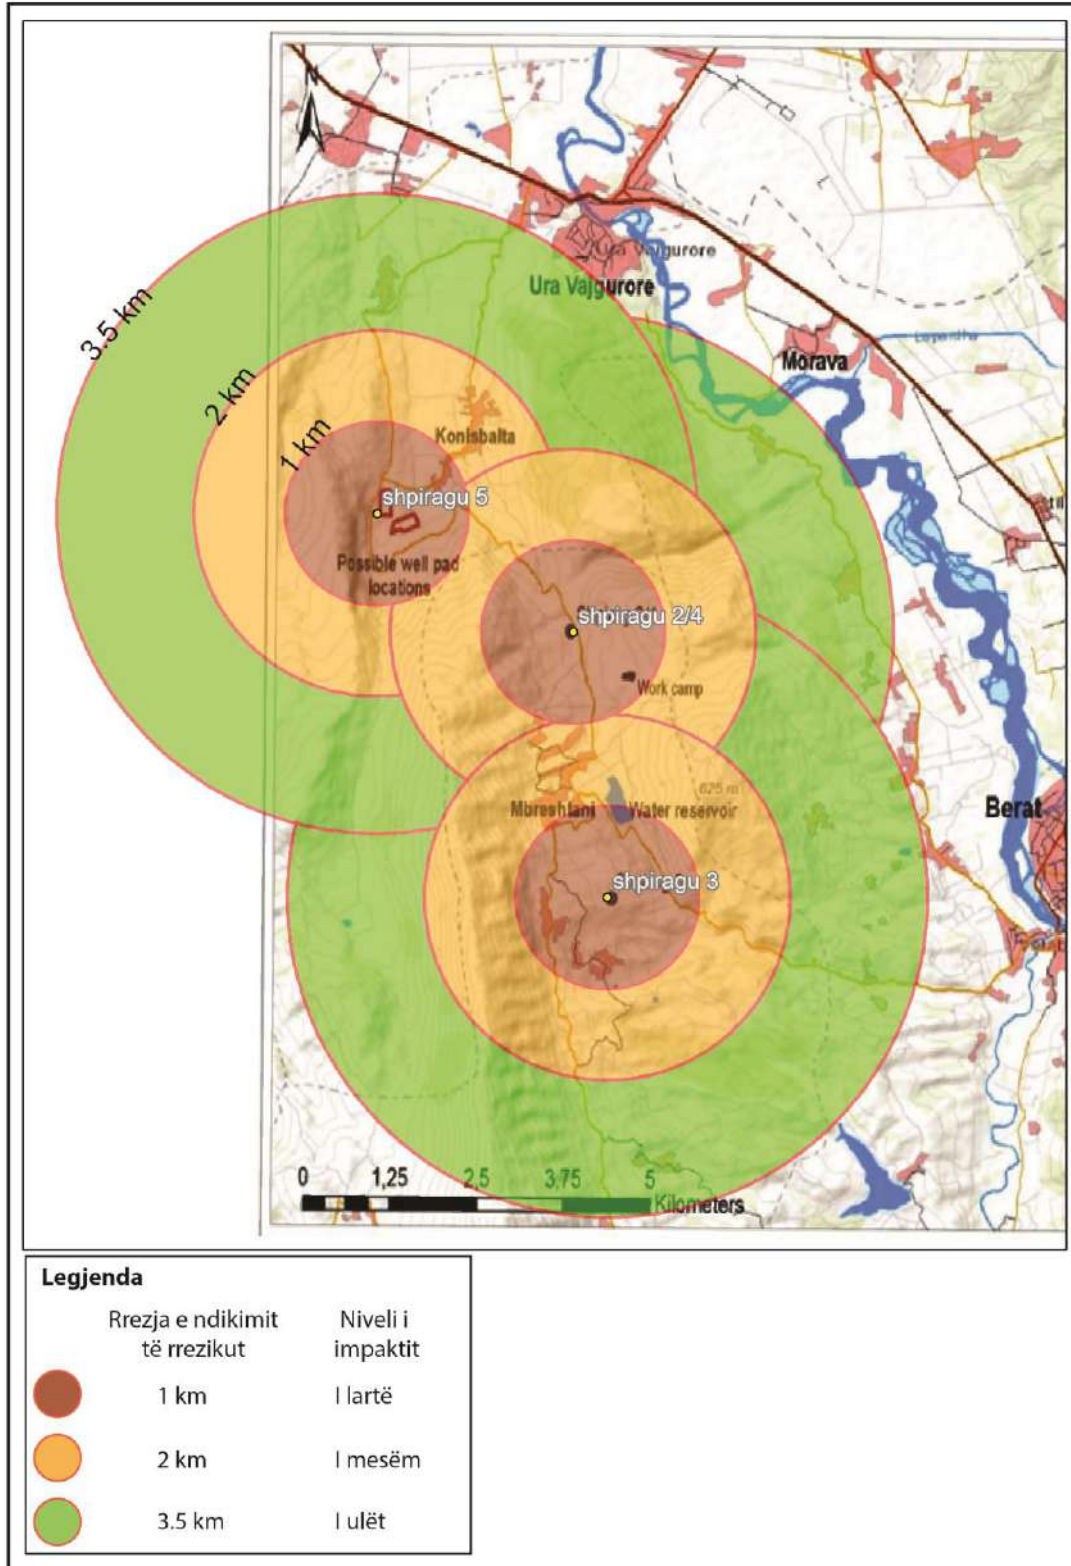 N
Ura Vajgurore
Ura Vajgurore
3.5 km
Morava
2 km
Konisbalta
1 km
shpiragu 5
Possible well pad
locations
shpiragu 2/4
Work camp
625 m
Mbreshtani
Water reservoir
Berat
shpiragu 3
0 1,25 2,5 3,75 5
Kilometers
Legjenda
Rrezja e ndikimit
të rrezikut
Niveli i
impaktit
1 km I lartë
2 km I mesëm
3.5 km I ulët